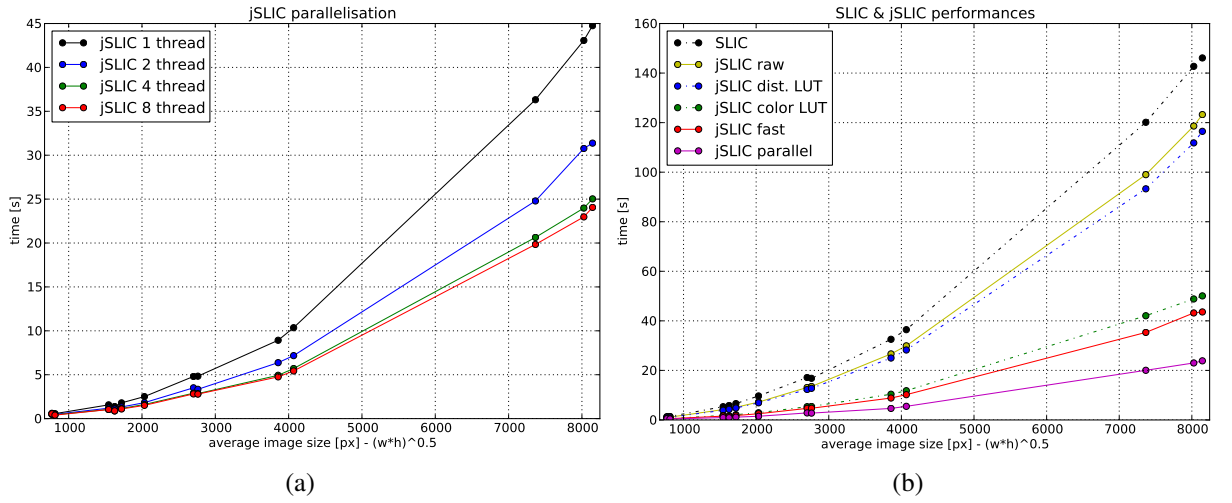 jSLIC parallelisation
45
40
35
30
25
20
15
10
5
0
time [s]
jSLIC 1 thread
jSLIC 2 thread
jSLIC 4 thread
jSLIC 8 thread
1000 2000 3000 4000 5000 6000 7000 8000
average image size [px] - (w*h)^0.5
(a)
SLIC & jSLIC performances
160
140
120
100
80
60
40
20
0
time [s]
SLIC
jSLIC raw
jSLIC dist. LUT
jSLIC color LUT
jSLIC fast
jSLIC parallel
1000 2000 3000 4000 5000 6000 7000 8000
average image size [px] - (w*h)^0.5
(b)